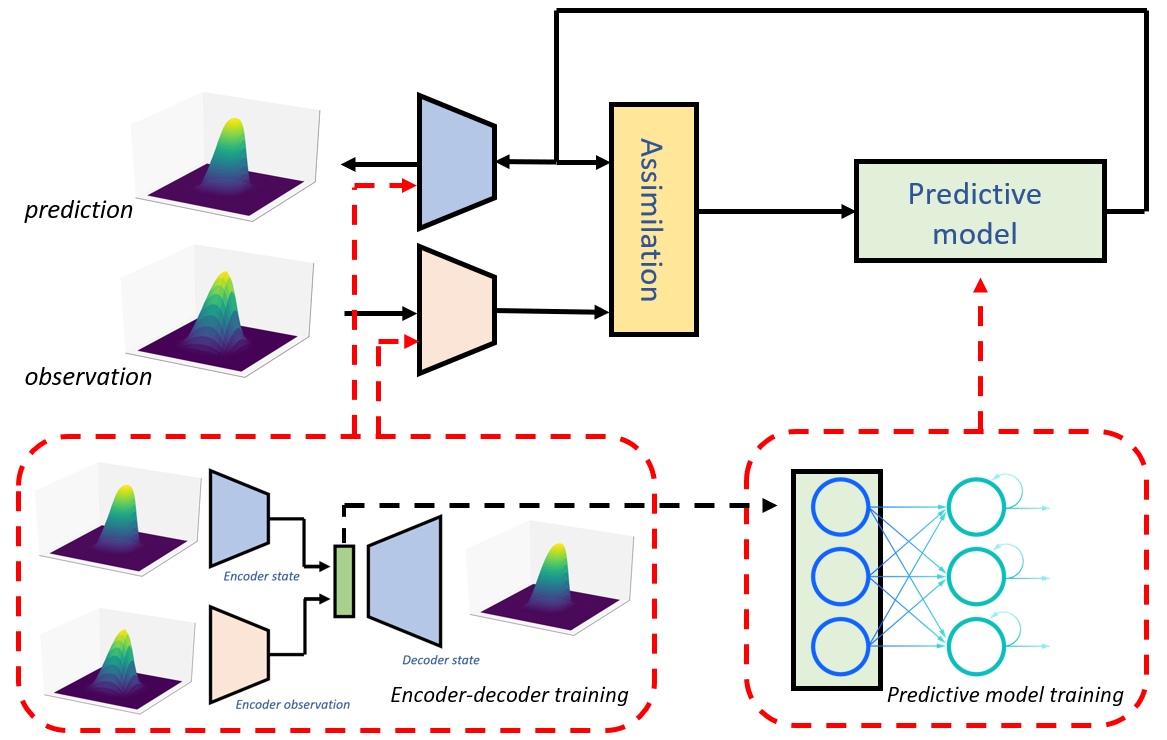 prediction
observation
Assimilation
Predictive
model
Encoder state
Encoder observation
Decoder state
Encoder-decoder training
Predictive model training